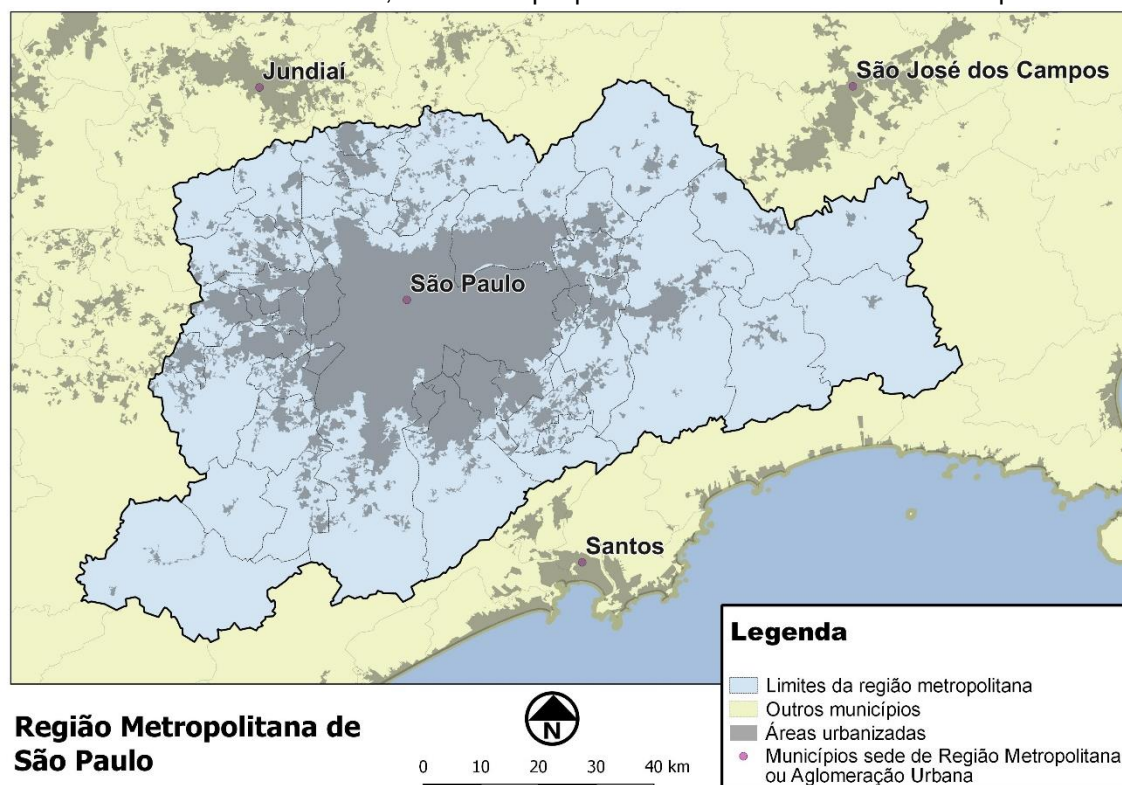 Jundiaí
São José dos Campos
São Paulo
Santos
Legenda
Limites da região metropolitana
Outros municípios
Áreas urbanizadas
Municípios sede de Região Metropolitana
ou Aglomeração Urbana
Região Metropolitana de
São Paulo
N
0 10 20 30 40 km